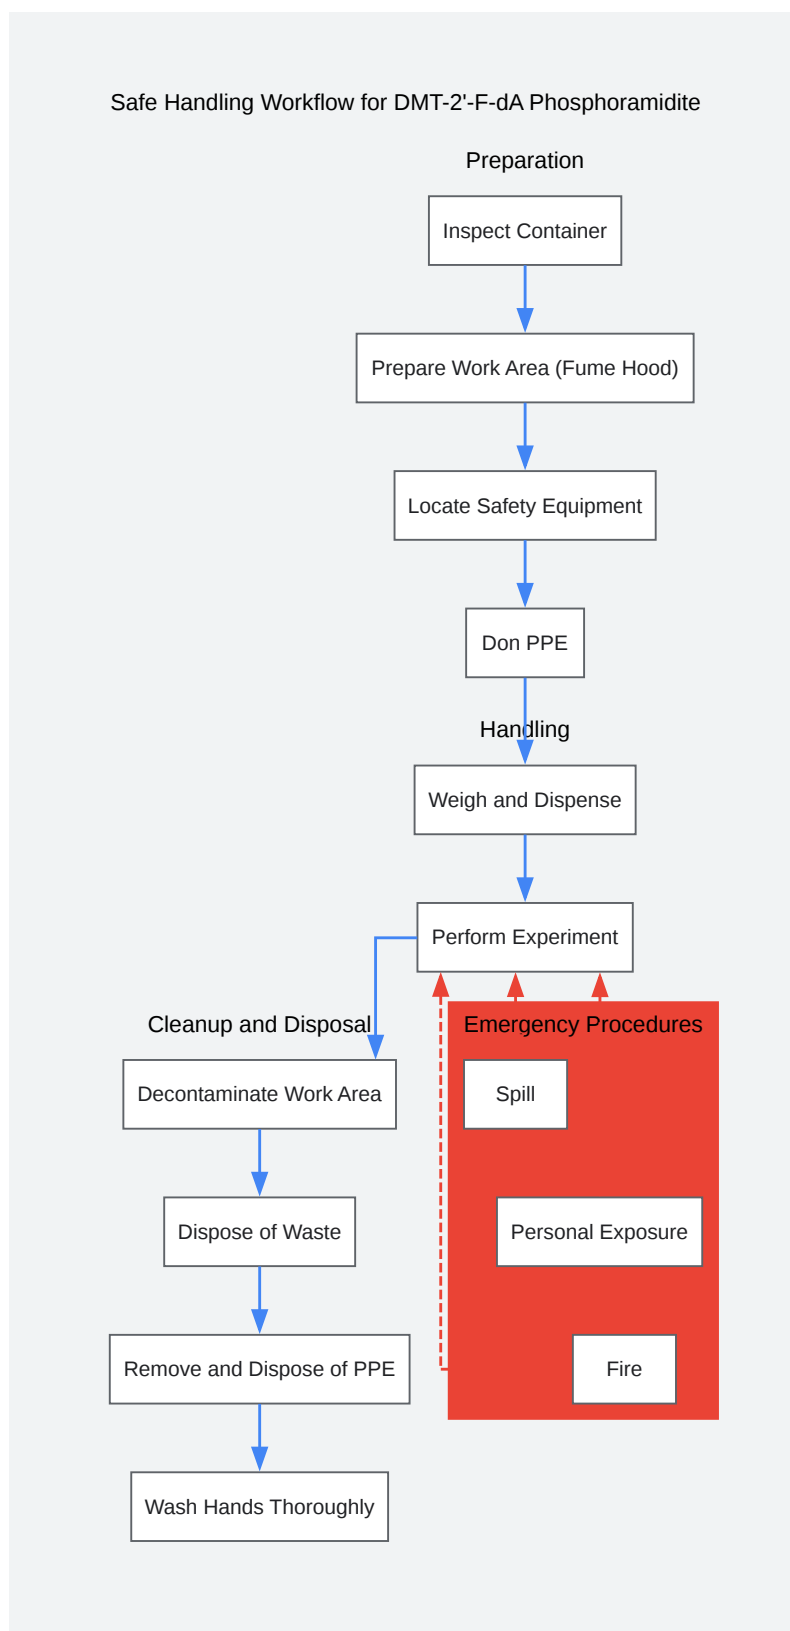 Safe Handling Workflow for DMT-2'-F-dA Phosphoramidite
Preparation
Inspect Container
Prepare Work Area (Fume Hood)
Locate Safety Equipment
Don PPE
Handling
Weigh and Dispense
Perform Experiment
Cleanup and Disposal
Decontaminate Work Area
Dispose of Waste
Remove and Dispose of PPE
Wash Hands Thoroughly
Emergency Procedures
Spill
Personal Exposure
Fire